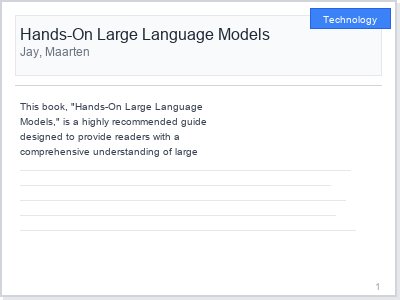 Technology
Hands-On Large Language Models
Jay, Maarten
This book, "Hands-On Large Language
Models," is a highly recommended guide
designed to provide readers with a
comprehensive understanding of large
1